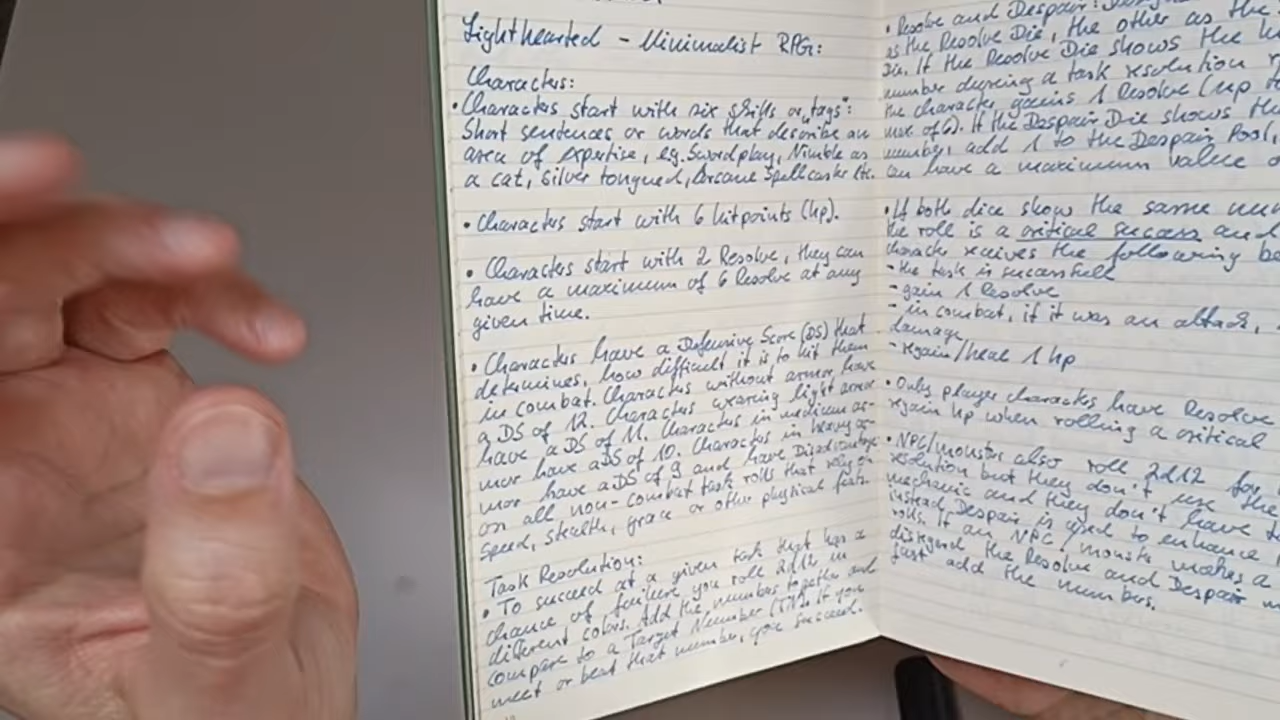 Lighthearted - Minimalist RPG:
Characters:
• Characters start with six skills or "tags":
Short sentences or words that describe an
area of expertise, e.g. Swordplay, Nimble as
a cat, silver tongued, Arcane Spellcaster etc.
• Characters start with 6 hitpoints (hp).
• Characters start with 2 Resolve, they can
have a maximum of 6 Resolve at any
given time.
• Characters have a Defensive Score (DS) that
determines, how difficult it is to hit them
in combat. Characters without armor have
a DS of 12. Characters wearing light armor
have a DS of 11. Characters in medium ar-
mor have a DS of 10. Characters in heavy ar-
mor have a DS of 9 and have Disadvantage
on all non-combat task rolls that rely on
speed, stealth, grace or other physical feats.
Task Resolution:
• To succeed at a given task that has a
chance of failure you roll 2d12 in
different colors. Add the numbers together and
compare to a Target Number (TN). If you
meet or beat that number, you succeed.
• Resolve and Despair:
as the Resolve Die, the other as the
Die. If the Resolve Die shows the
number during a task resolution
the character gains 1 Resolve (up to
max of 6). If the Despair Die shows the
number, add 1 to the Despair Pool,
can have a maximum value
• If both dice show the same
the roll is a critical success and
character receives the following
- the task is successfull
- gain 1 Resolve
- in combat, if it was an attack,
damage
- regain/heal 1 hp
• Only player characters have Resolve
regain hp when rolling a critical
• NPC/monsters also roll 2d12 for
resolution but they don't use the
mechanic and they don't have
instead Despair is used to enhance
rolls. If an NPC/monster makes a
disregard the Resolve and Despair
just add the numbers.